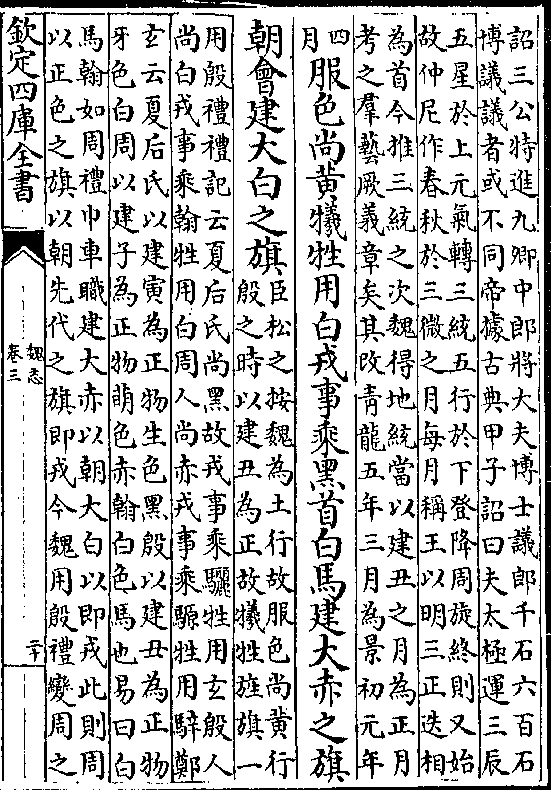 詔三公特進九卿中郎將大夫博士議郎千石六百石
博議議者或不同帝據古典甲子詔曰夫太極運三辰
五星於上元氣轉三統五行於下登降周旋終則又始
故仲尼作春秋於三微之月每月稱王以明三正迭相
為首今推三統之次魏得地統當以建丑之月為正月
考之羣藝厥義章矣其改青龍五年三月為景初元年
四
月
服色尚黄犧牲用白戎事乘黑首白馬建大赤之旗
朝會建大白之旗
臣松之按魏為土行故服色尚黄行
殷之時以建丑為正故犧牲旌旗一
用殷禮禮記云夏后氏尚黑故戎事乘驪牲用玄殷人
尚白戎事乘翰牲用白周人尚赤戎事乘騵牲用騂鄭
玄云夏后氏以建寅為正物生色黑殷以建丑為正物
牙色白周以建子為正物萌色赤翰白色馬也易曰白
馬翰如周禮巾車職建大赤以朝大白以即戎此則周
以正色之旗以朝先代之旗即戎今魏用殷禮變周之
欽定四庫全書
魏志
卷三
二十